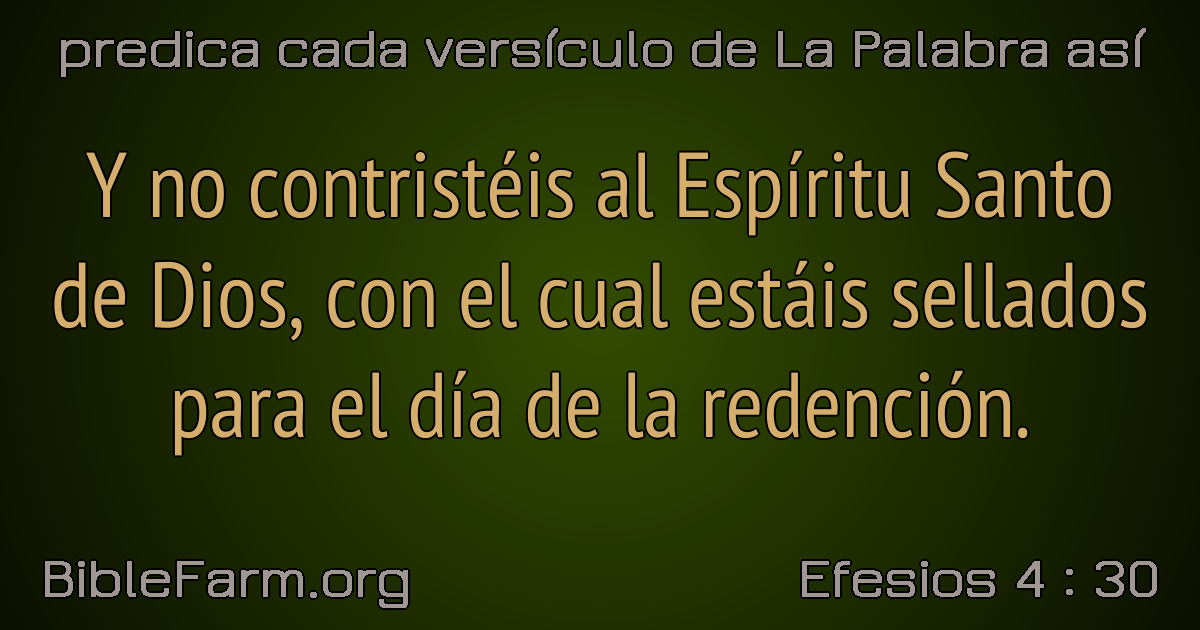 predica cada versículo de La Palabra así
Y no contristéis al Espíritu Santo
de Dios, con el cual estáis sellados
para el día de la redención.
BibleFarm.org
Efesios 4 : 30